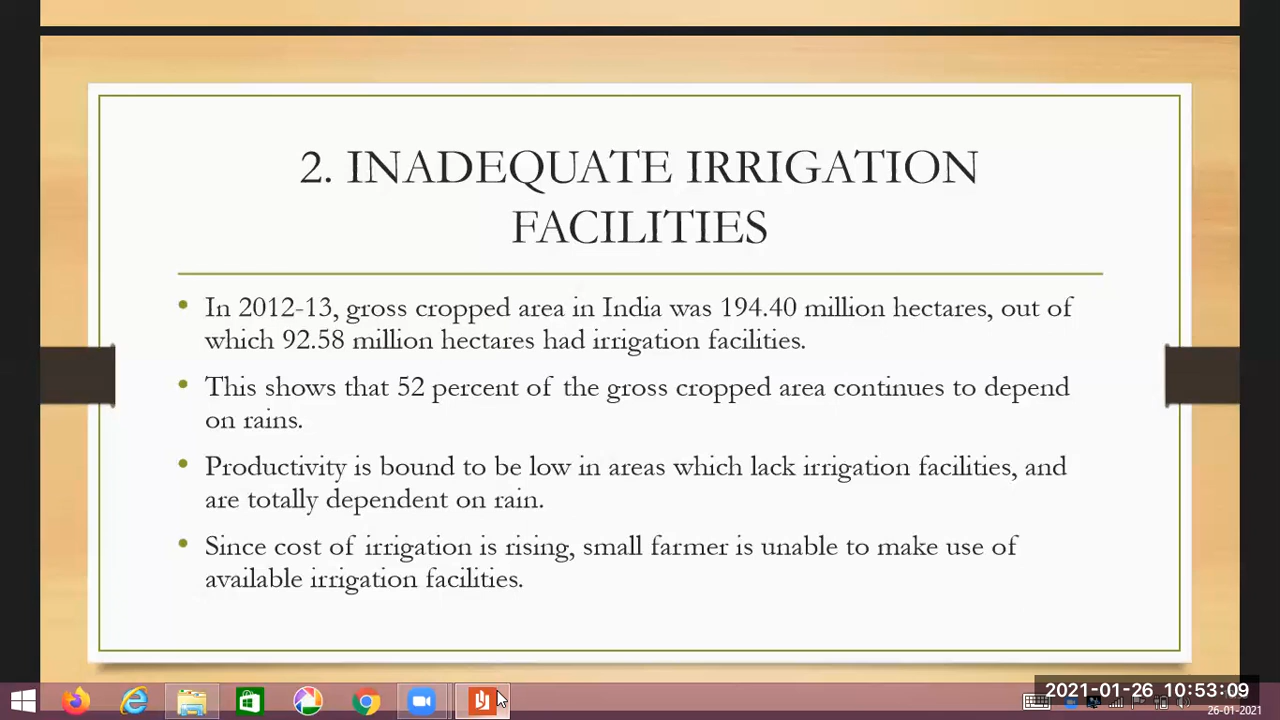 2. INADEQUATE IRRIGATION
FACILITIES
• In 2012-13, gross cropped area in India was 194.40 million hectares, out of
which 92.58 million hectares had irrigation facilities.
• This shows that 52 percent of the gross cropped area continues to depend
on rains.
• Productivity is bound to be low in areas which lack irrigation facilities, and
are totally dependent on rain.
• Since cost of irrigation is rising, small farmer is unable to make use of
available irrigation facilities.
2021-01-26 10:53:09
26-01-2021